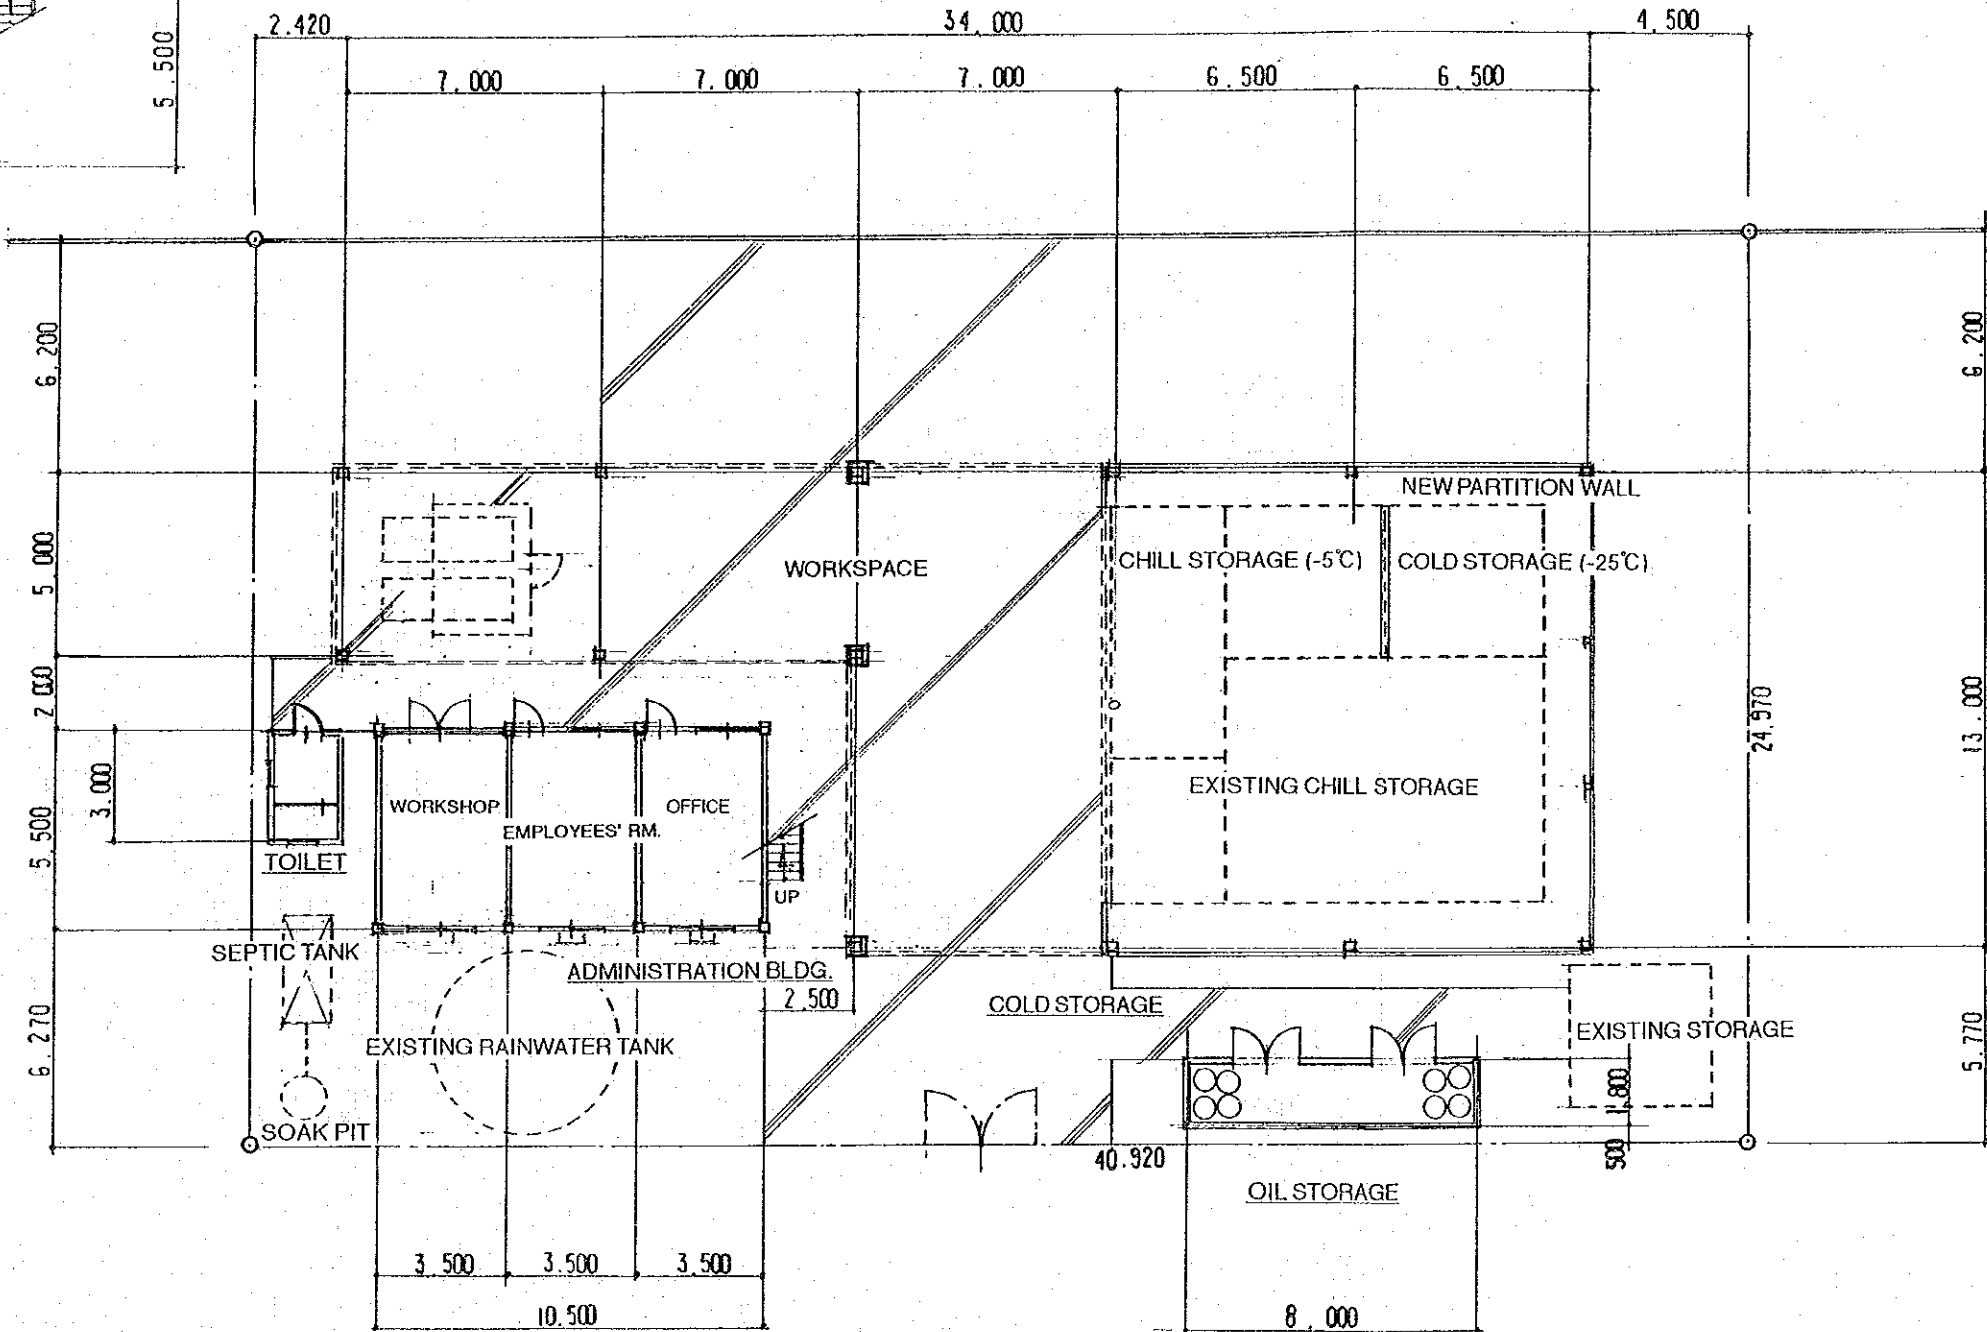 2.420
34.000
4.500
5.500
7.000
7.000
7.000
6.500
6.500
6.200
6.200
NEW PARTITION WALL
5 000
WORKSPACE
CHILL STORAGE (-5℃)
COLD STORAGE (-25℃)
2 000
24.970
13.000
3.000
WORKSHOP
EMPLOYEES' RM.
OFFICE
EXISTING CHILL STORAGE
5.500
TOILET
UP
SEPTIC TANK
ADMINISTRATION BLDG.
2.500
COLD STORAGE
EXISTING STORAGE
6.270
EXISTING RAINWATER TANK
5.770
1.800
SOAK PIT
500
40.920
OIL STORAGE
3.500
3.500
3.500
10.500
8.000